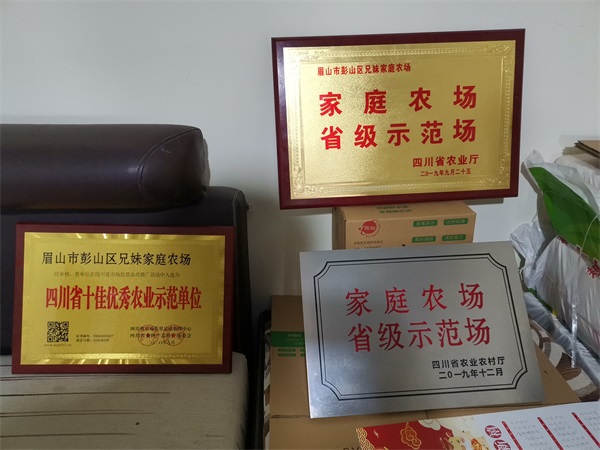 眉山市彭山区兄妹家庭农场
家庭农场
省级示范场
四川省农业厅
二〇一九年九月二十五
眉山市彭山区兄妹家庭农场
四川省十佳优秀农业示范单位
家庭农场
省级示范场
四川省农业农村厅
二〇一九年十二月